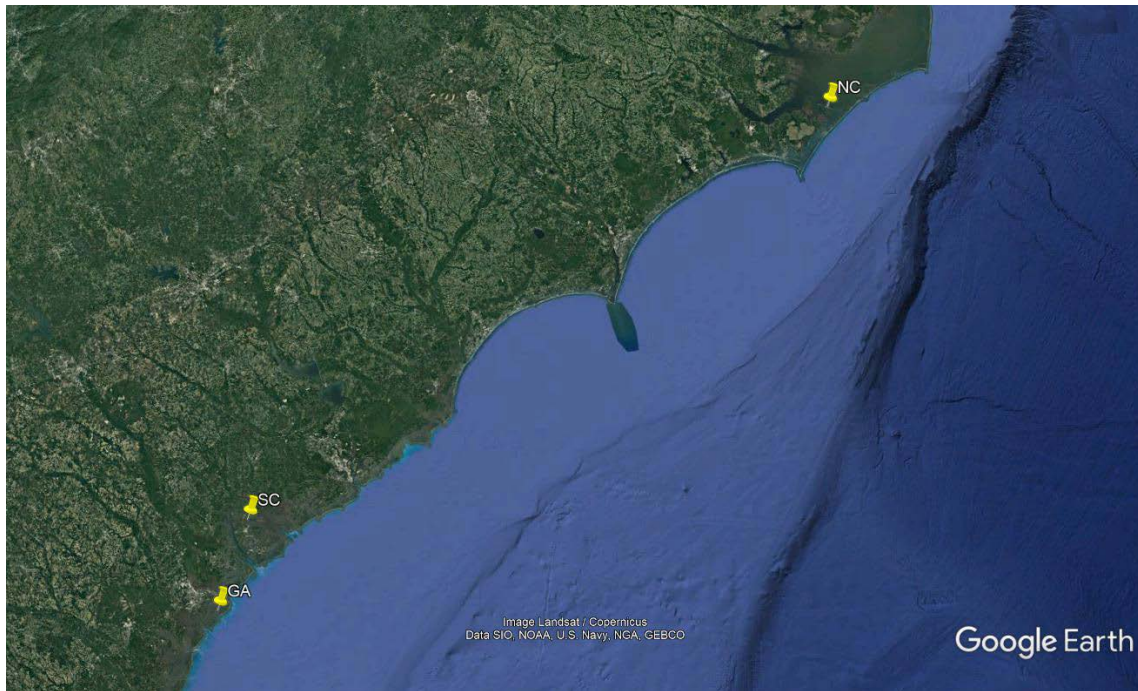 NC
SC
GA
Image Landsat / Copernicus
Data SIO, NOAA, U.S. Navy, NGA, GEBCO
Google Earth